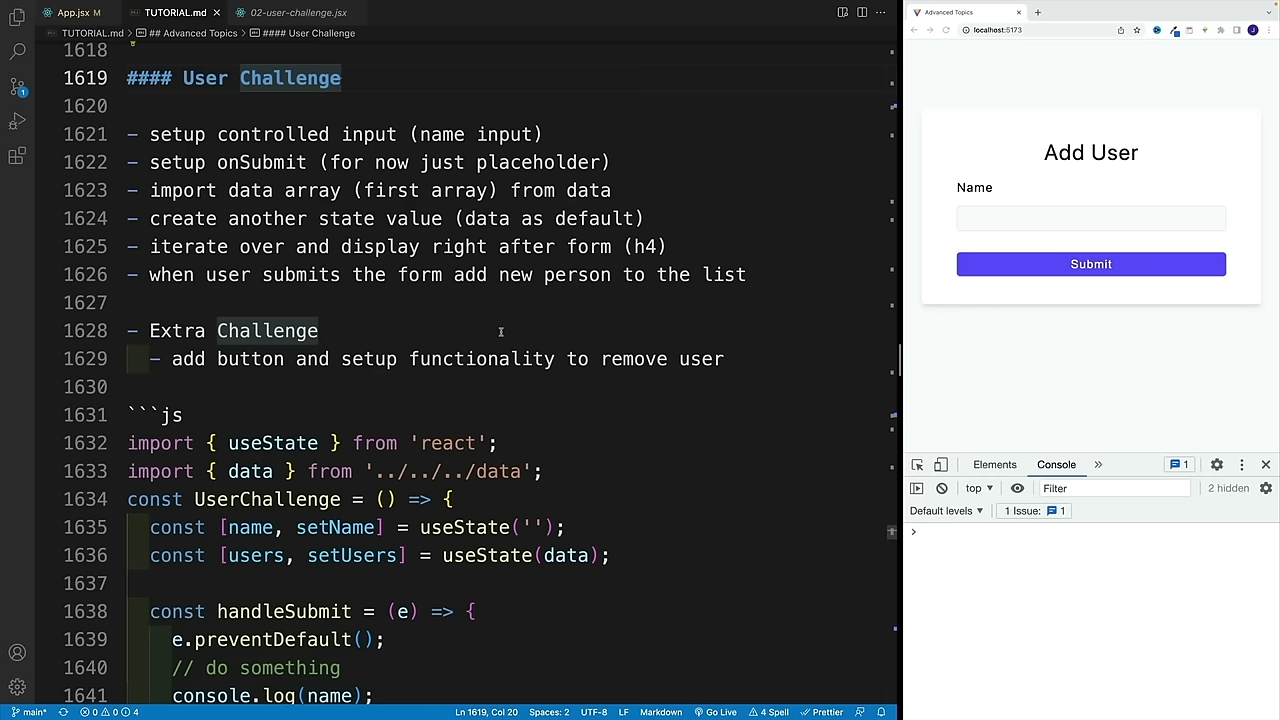 App.jsx M
TUTORIAL.md
02-user-challenge.jsx
TUTORIAL.md > ## Advanced Topics > #### User Challenge
1618
1619 #### User Challenge
1620
1621 - setup controlled input (name input)
1622 - setup onSubmit (for now just placeholder)
1623 - import data array (first array) from data
1624 - create another state value (data as default)
1625 - iterate over and display right after form (h4)
1626 - when user submits the form add new person to the list
1627
1628 - Extra Challenge
1629 - add button and setup functionality to remove user
1630
1631 ```js
1632 import { useState } from 'react';
1633 import { data } from '../../../data';
1634 const UserChallenge = () => {
1635 const [name, setName] = useState('');
1636 const [users, setUsers] = useState(data);
1637
1638 const handleSubmit = (e) => {
1639 e.preventDefault();
1640 // do something
1641 console.log(name);
1
main* 0 0 4 Ln 1619, Col 20 Spaces: 2 UTF-8 LF Markdown Go Live 4 Spell Prettier
Advanced Topics
localhost:5173
J
Add User
Name
Submit
Elements Console 1
top Filter 2 hidden
Default levels 1 Issue: 1